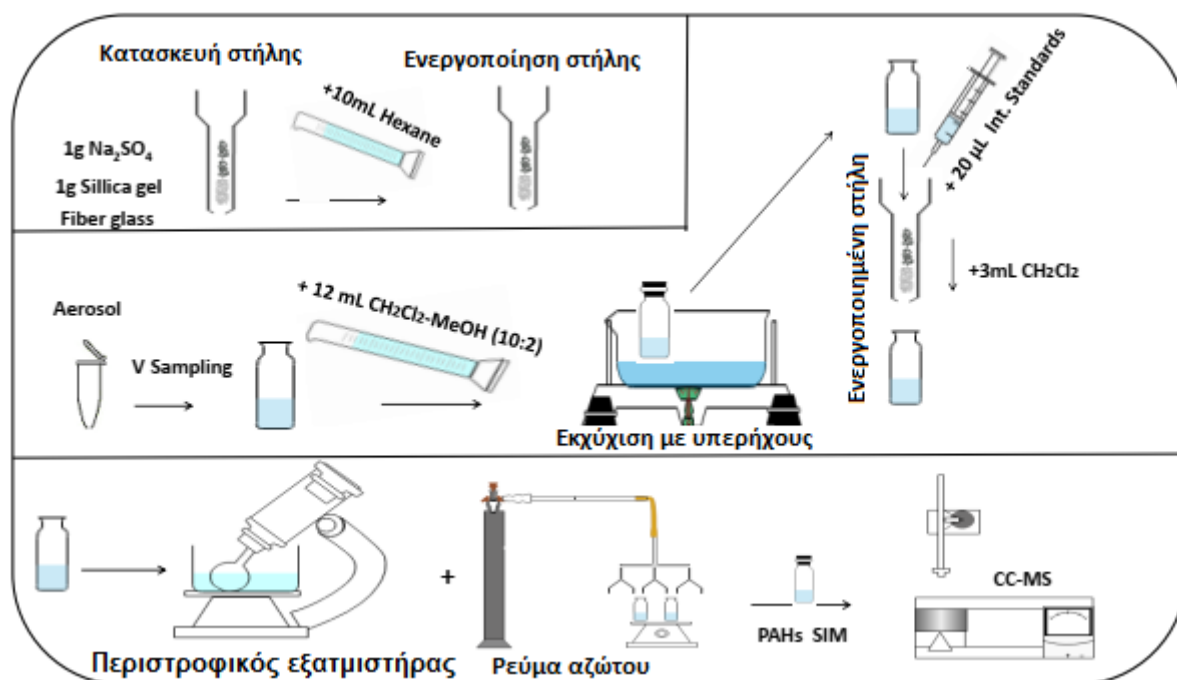 Κατασκευή στήλης
Ενεργοποίηση στήλης
+10mL Hexane
1g Na₂SO₄
1g Sillica gel
Fiber glass
+ 20 μL Int. Standards
Ενεργοποιημένη στήλη
+3mL CH₂Cl₂
Aerosol
V Sampling
+ 12 mL CH₂Cl₂-MeOH (10:2)
Εκχύχιση με υπερήχους
Περιστροφικός εξατμιστήρας
+
Ρεύμα αζώτου
PAHs SIM
CC-MS